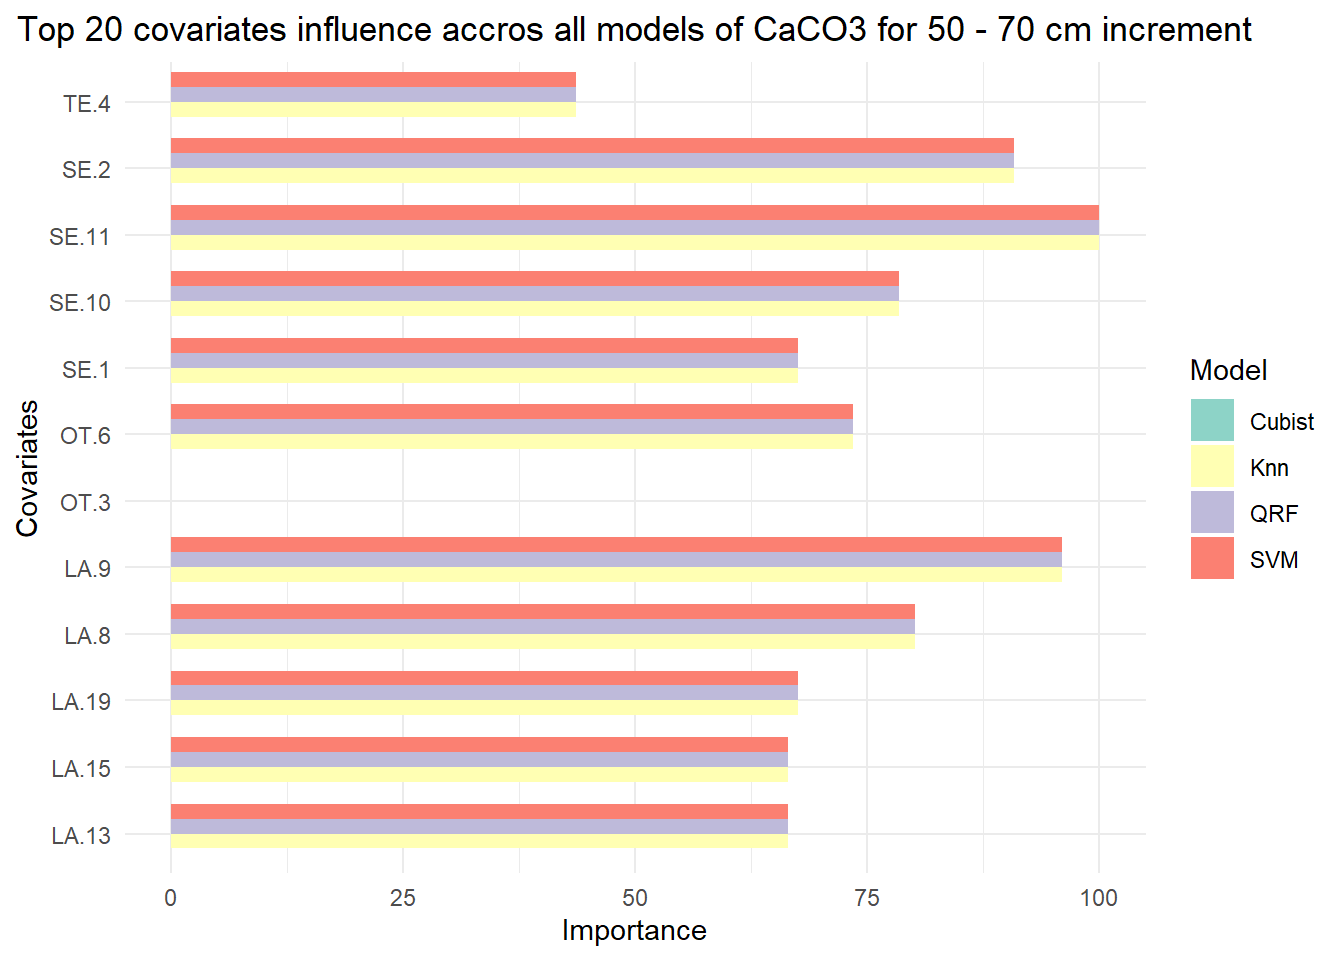 Top 20 covariates influence accros all models of CaCO3 for 50 - 70 cm increment
TE.4
SE.2
SE.11
SE.10
SE.1
OT.6
OT.3
LA.9
LA.8
LA.19
LA.15
LA.13
Covariates
0 25 50 75 100
Importance
Model
Cubist
Knn
QRF
SVM